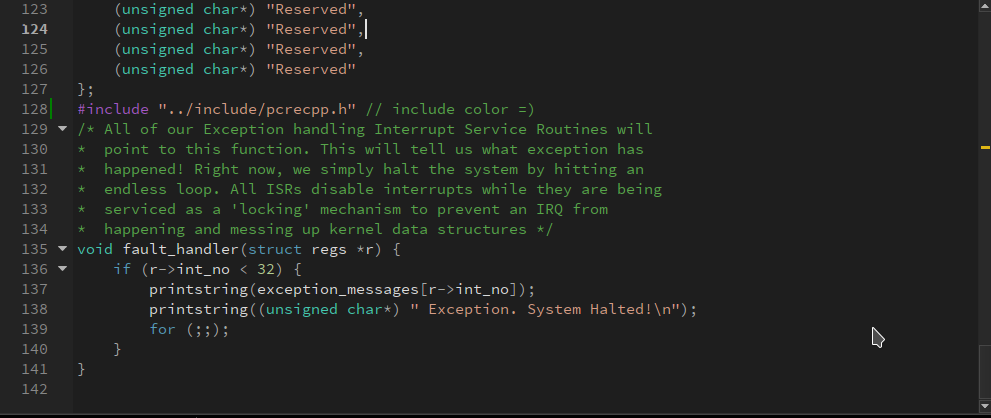 123     (unsigned char*) "Reserved",
124     (unsigned char*) "Reserved",
125     (unsigned char*) "Reserved",
126     (unsigned char*) "Reserved"
127 };
128 #include "../include/pcrecpp.h" // include color =)
129 /* All of our Exception handling Interrupt Service Routines will
130 *  point to this function. This will tell us what exception has
131 *  happened! Right now, we simply halt the system by hitting an
132 *  endless loop. All ISRs disable interrupts while they are being
133 *  serviced as a 'locking' mechanism to prevent an IRQ from
134 *  happening and messing up kernel data structures */
135 void fault_handler(struct regs *r) {
136     if (r->int_no < 32) {
137         printstring(exception_messages[r->int_no]);
138         printstring((unsigned char*) " Exception. System Halted!\n");
139         for (;;);
140     }
141 }
142